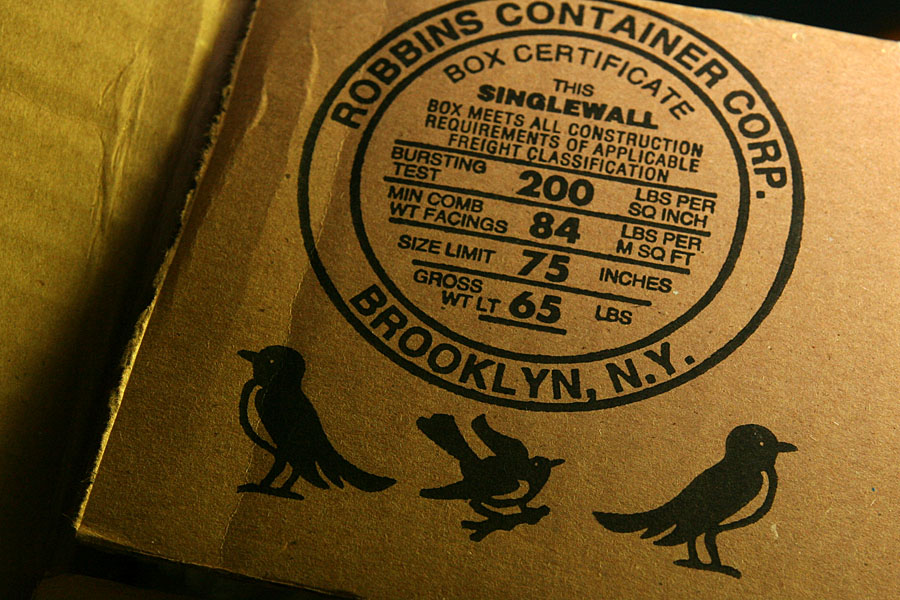 ROBBINS CONTAINER CORP.
BOX CERTIFICATE
THIS
SINGLEWALL
BOX MEETS ALL CONSTRUCTION
REQUIREMENTS OF APPLICABLE
FREIGHT CLASSIFICATION
BURSTING TEST 200 LBS PER SQ INCH
MIN COMB WT FACINGS 84 LBS PER M SQ FT
SIZE LIMIT 75 INCHES
GROSS WT LT 65 LBS
BROOKLYN, N.Y.